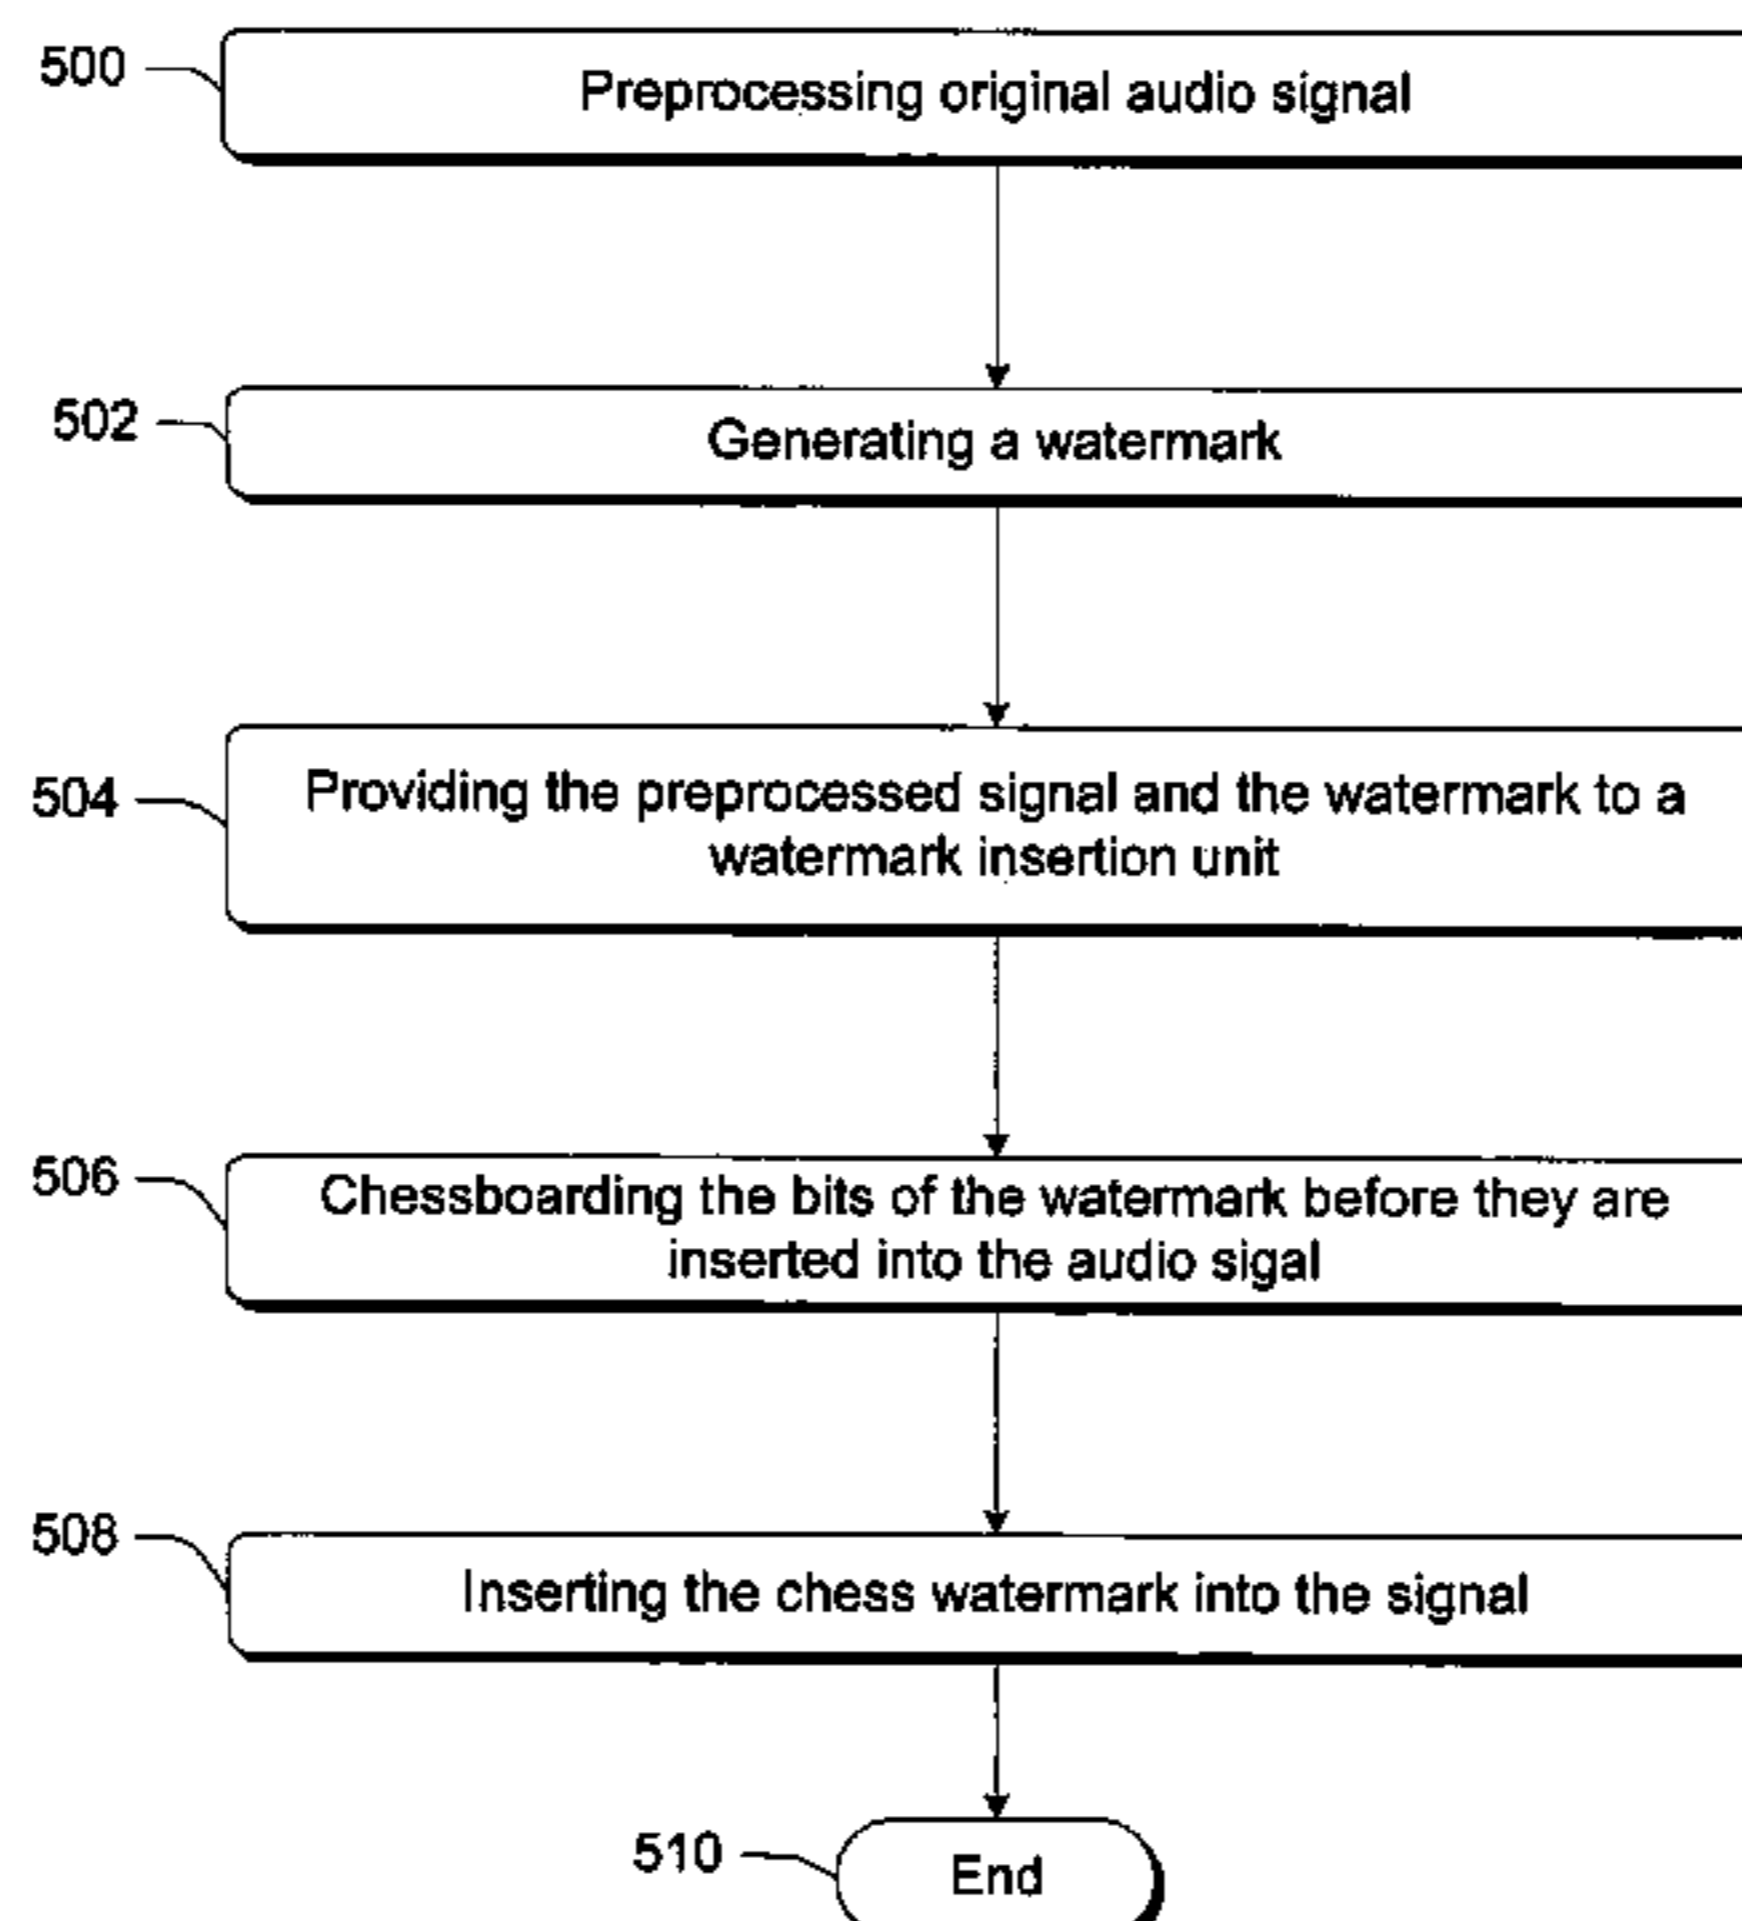 500
Preprocessing original audio signal
502
Generating a watermark
504
Providing the preprocessed signal and the watermark to a
watermark insertion unit
506
Chessboarding the bits of the watermark before they are
inserted into the audio sigal
508
Inserting the chess watermark into the signal
510
End